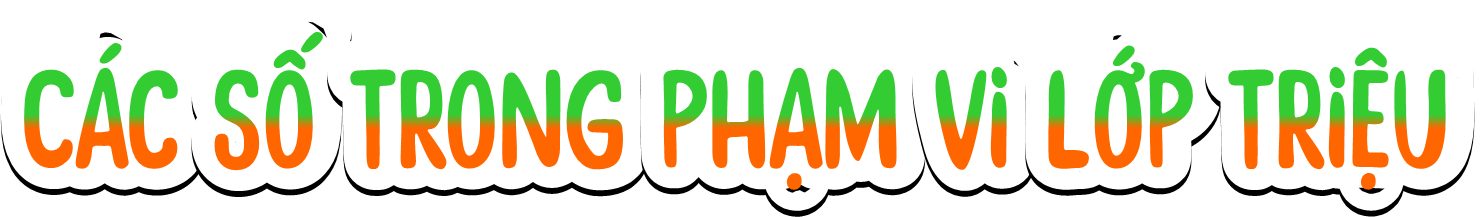 CÁC SỐ TRONG PHẠM Vi LỚP TRiỆU